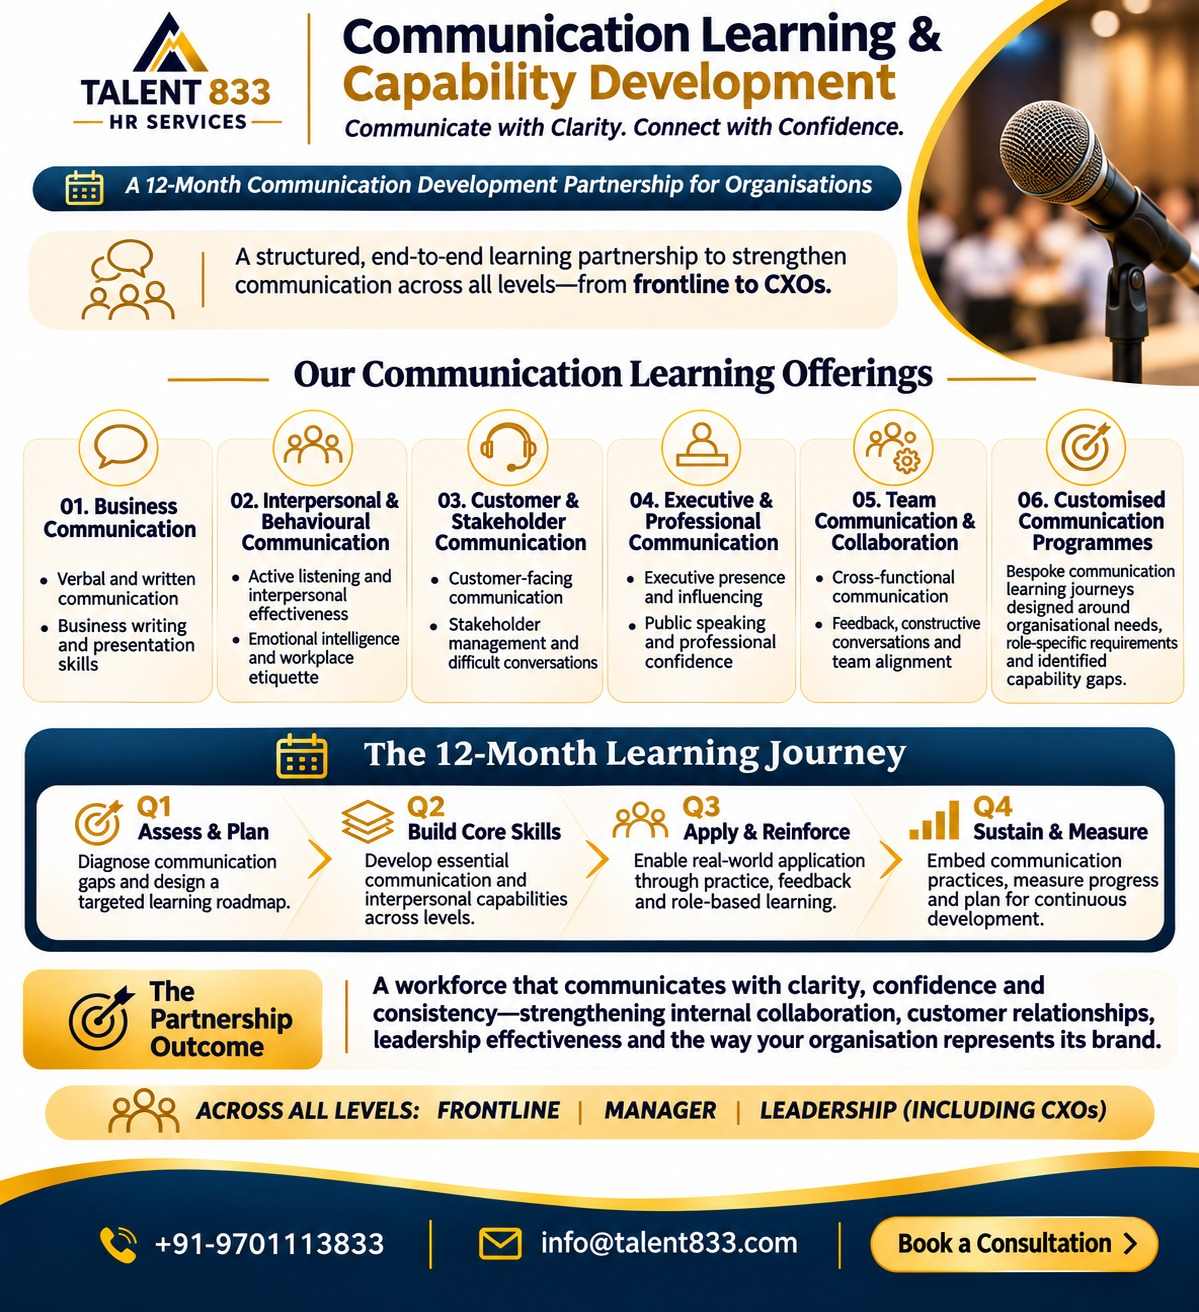 TALENT 833
HR SERVICES
Communication Learning &
Capability Development
Communicate with Clarity. Connect with Confidence.
A 12-Month Communication Development Partnership for Organisations
A structured, end-to-end learning partnership to strengthen
communication across all levels—from frontline to CXOs.
Our Communication Learning Offerings
01. Business
Communication
• Verbal and written
communication
• Business writing
and presentation
skills
02. Interpersonal &
Behavioural
Communication
• Active listening and
interpersonal
effectiveness
• Emotional intelligence
and workplace
etiquette
03. Customer &
Stakeholder
Communication
• Customer-facing
communication
• Stakeholder
management and
difficult conversations
04. Executive &
Professional
Communication
• Executive presence
and influencing
• Public speaking
and professional
confidence
05. Team
Communication &
Collaboration
• Cross-functional
communication
• Feedback, constructive
conversations and
team alignment
06. Customised
Communication
Programmes
Bespoke communication
learning journeys
designed around
organisational needs,
role-specific requirements
and identified
capability gaps.
The 12-Month Learning Journey
Q1
Assess & Plan
Diagnose communication
gaps and design a
targeted learning roadmap.
Q2
Build Core Skills
Develop essential
communication and
interpersonal capabilities
across levels.
Q3
Apply & Reinforce
Enable real-world application
through practice, feedback
and role-based learning.
Q4
Sustain & Measure
Embed communication
practices, measure progress
and plan for continuous
development.
The
Partnership
Outcome
A workforce that communicates with clarity, confidence and
consistency—strengthening internal collaboration, customer relationships,
leadership effectiveness and the way your organisation represents its brand.
ACROSS ALL LEVELS: FRONTLINE | MANAGER | LEADERSHIP (INCLUDING CXOs)
+91-9701113833
info@talent833.com
Book a Consultation